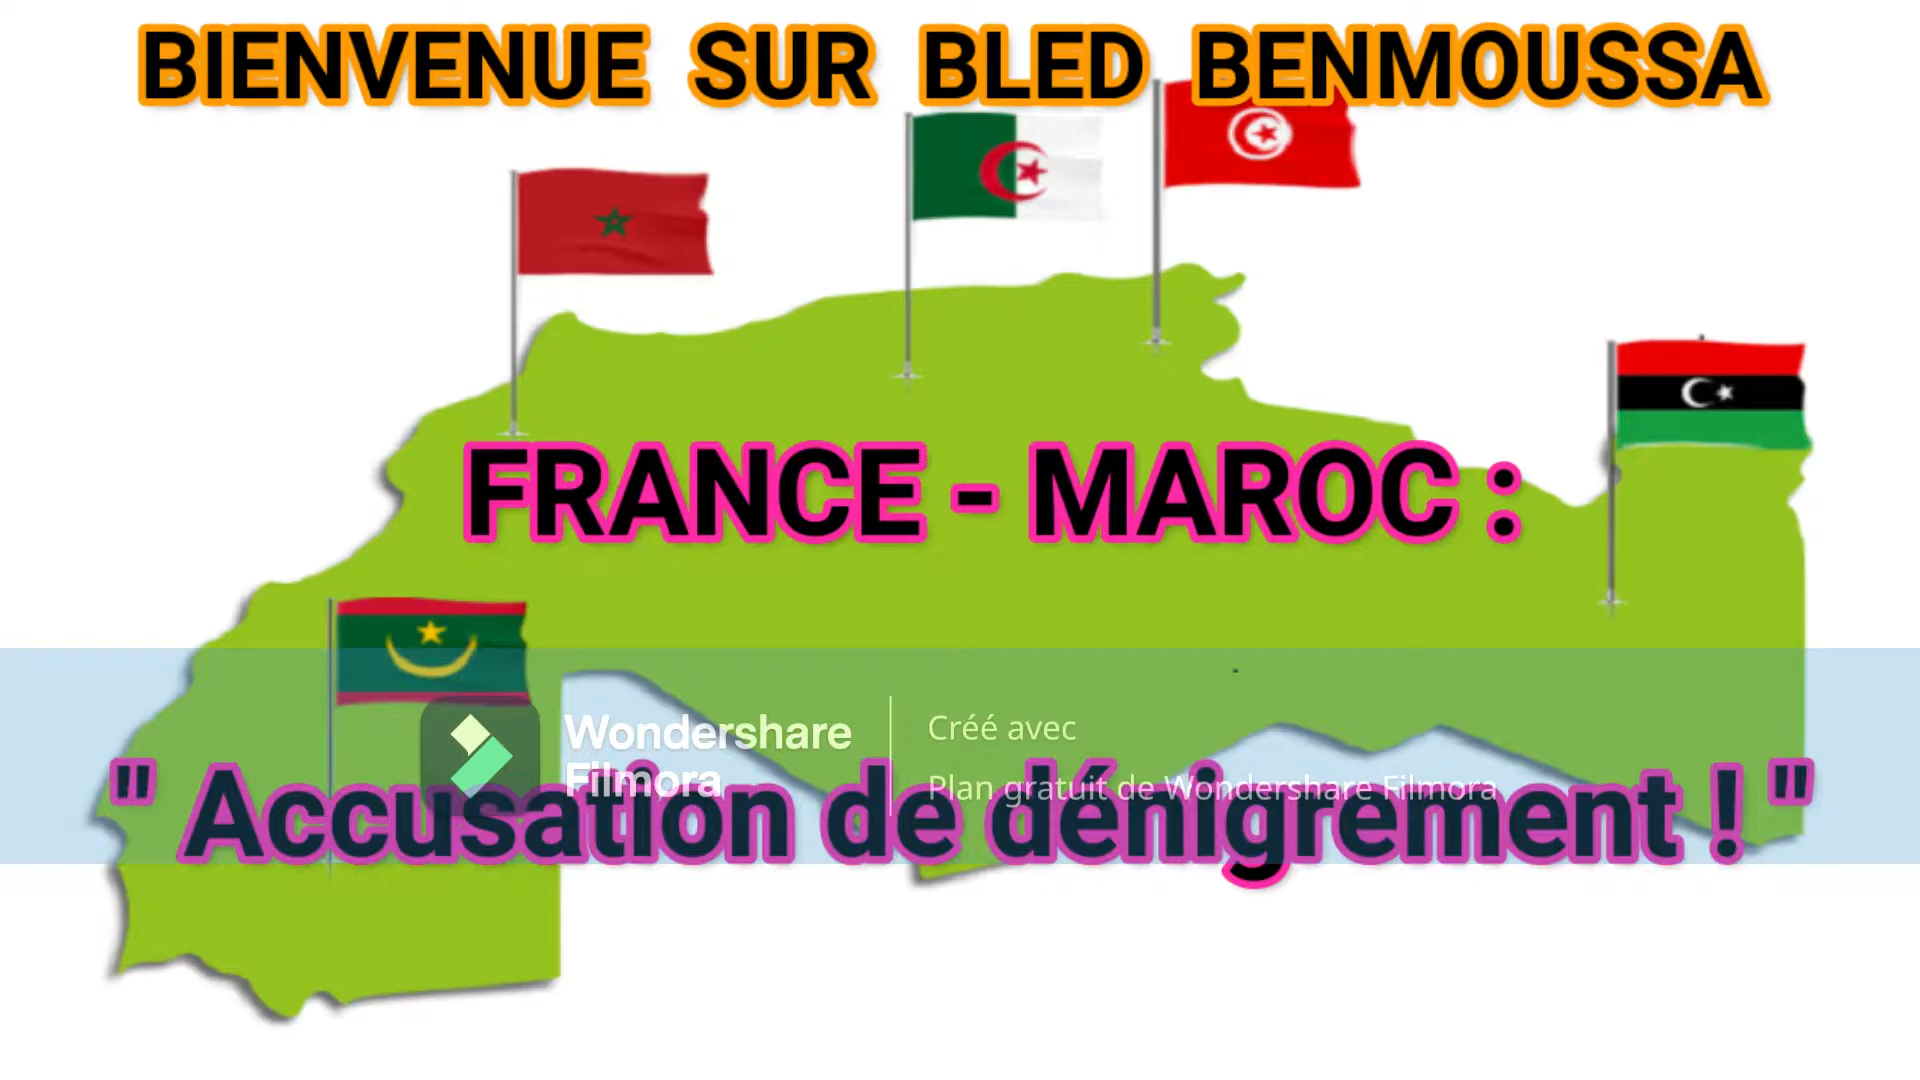 BIENVENUE SUR BLED BENMOUSSA
FRANCE - MAROC :
Wondershare
Filmora
Créé avec
Plan gratuit de Wondershare Filmora
" Accusation de dénigrement ! "